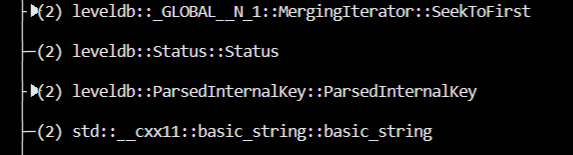 (2) leveldb::_GLOBAL__N_1::MergingIterator::SeekToFirst
(2) leveldb::Status::Status
(2) leveldb::ParsedInternalKey::ParsedInternalKey
(2) std::__cxx11::basic_string::basic_string